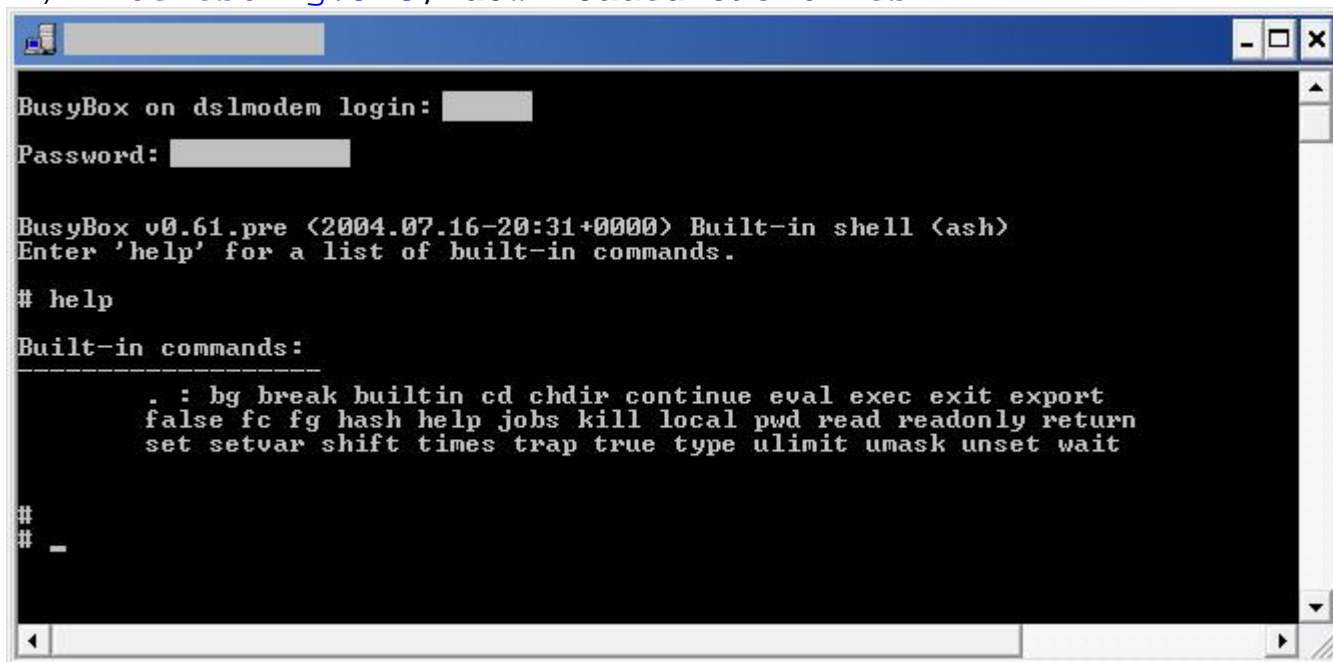 BusyBox on dslmodem login:
Password:
BusyBox v0.61.pre (2004.07.16-20:31+0000) Built-in shell (ash)
Enter 'help' for a list of built-in commands.
# help
Built-in commands:
-------------------
. : bg break builtin cd chdir continue eval exec exit export
false fc fg hash help jobs kill local pwd read readonly return
set setvar shift times trap true type ulimit umask unset wait
#
# _